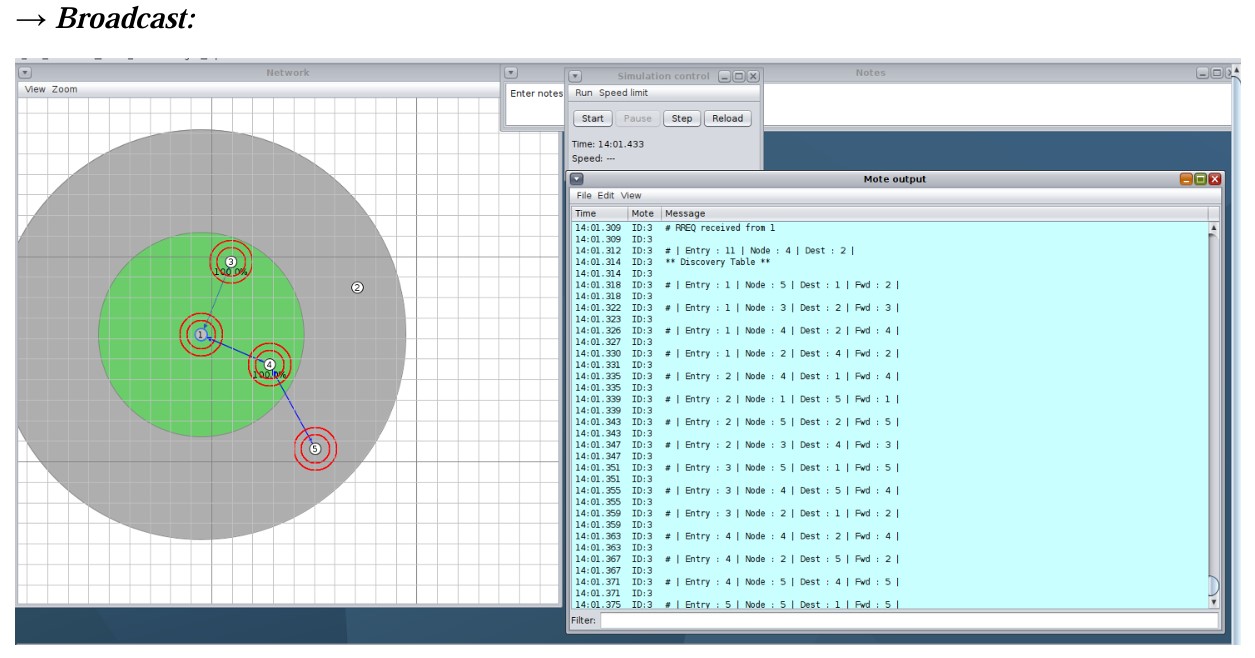 → Broadcast:
Network
View Zoom
3
100.0%
2
1
4
100.0%
5
Notes
Enter notes
Simulation control
Run Speed limit
Start Pause Step Reload
Time: 14:01.433
Speed: ---
Mote output
File Edit View
Time Mote Message
14:01.309 ID:3 # RREQ received from 1
14:01.309 ID:3
14:01.312 ID:3 # | Entry : 11 | Node : 4 | Dest : 2 |
14:01.314 ID:3 ** Discovery Table **
14:01.314 ID:3
14:01.318 ID:3 # | Entry : 1 | Node : 5 | Dest : 1 | Fwd : 2 |
14:01.318 ID:3
14:01.322 ID:3 # | Entry : 1 | Node : 3 | Dest : 2 | Fwd : 3 |
14:01.323 ID:3
14:01.326 ID:3 # | Entry : 1 | Node : 4 | Dest : 2 | Fwd : 4 |
14:01.327 ID:3
14:01.330 ID:3 # | Entry : 1 | Node : 2 | Dest : 4 | Fwd : 2 |
14:01.331 ID:3
14:01.335 ID:3 # | Entry : 2 | Node : 4 | Dest : 1 | Fwd : 4 |
14:01.335 ID:3
14:01.339 ID:3 # | Entry : 2 | Node : 1 | Dest : 5 | Fwd : 1 |
14:01.339 ID:3
14:01.343 ID:3 # | Entry : 2 | Node : 5 | Dest : 2 | Fwd : 5 |
14:01.343 ID:3
14:01.347 ID:3 # | Entry : 2 | Node : 3 | Dest : 4 | Fwd : 3 |
14:01.347 ID:3
14:01.351 ID:3 # | Entry : 3 | Node : 5 | Dest : 1 | Fwd : 5 |
14:01.351 ID:3
14:01.355 ID:3 # | Entry : 3 | Node : 4 | Dest : 5 | Fwd : 4 |
14:01.355 ID:3
14:01.359 ID:3 # | Entry : 3 | Node : 2 | Dest : 1 | Fwd : 2 |
14:01.359 ID:3
14:01.363 ID:3 # | Entry : 4 | Node : 4 | Dest : 2 | Fwd : 4 |
14:01.363 ID:3
14:01.367 ID:3 # | Entry : 4 | Node : 2 | Dest : 5 | Fwd : 2 |
14:01.367 ID:3
14:01.371 ID:3 # | Entry : 4 | Node : 5 | Dest : 4 | Fwd : 5 |
14:01.371 ID:3
14:01.375 ID:3 # | Entry : 5 | Node : 5 | Dest : 1 | Fwd : 5 |
Filter: